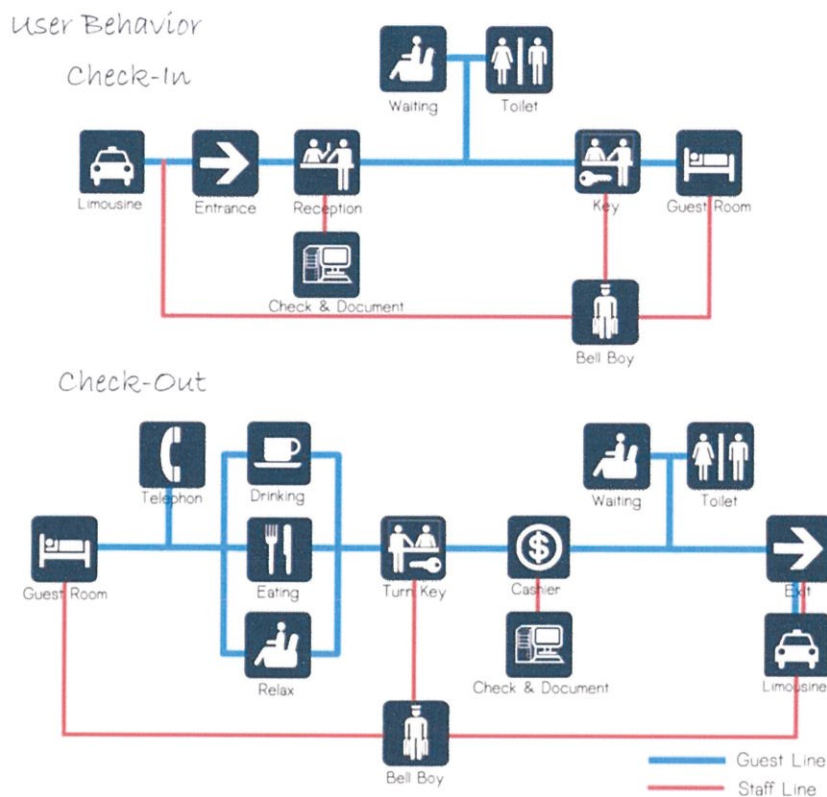 User Behavior
Check-In
Waiting
Toilet
Limousine
Entrance
Reception
Key
Guest Room
Check & Document
Bell Boy
Check-Out
Telephon
Drinking
Waiting
Toilet
Guest Room
Eating
Turn Key
Cashier
Exit
Relax
Check & Document
Limousine
Bell Boy
Guest Line
Staff Line